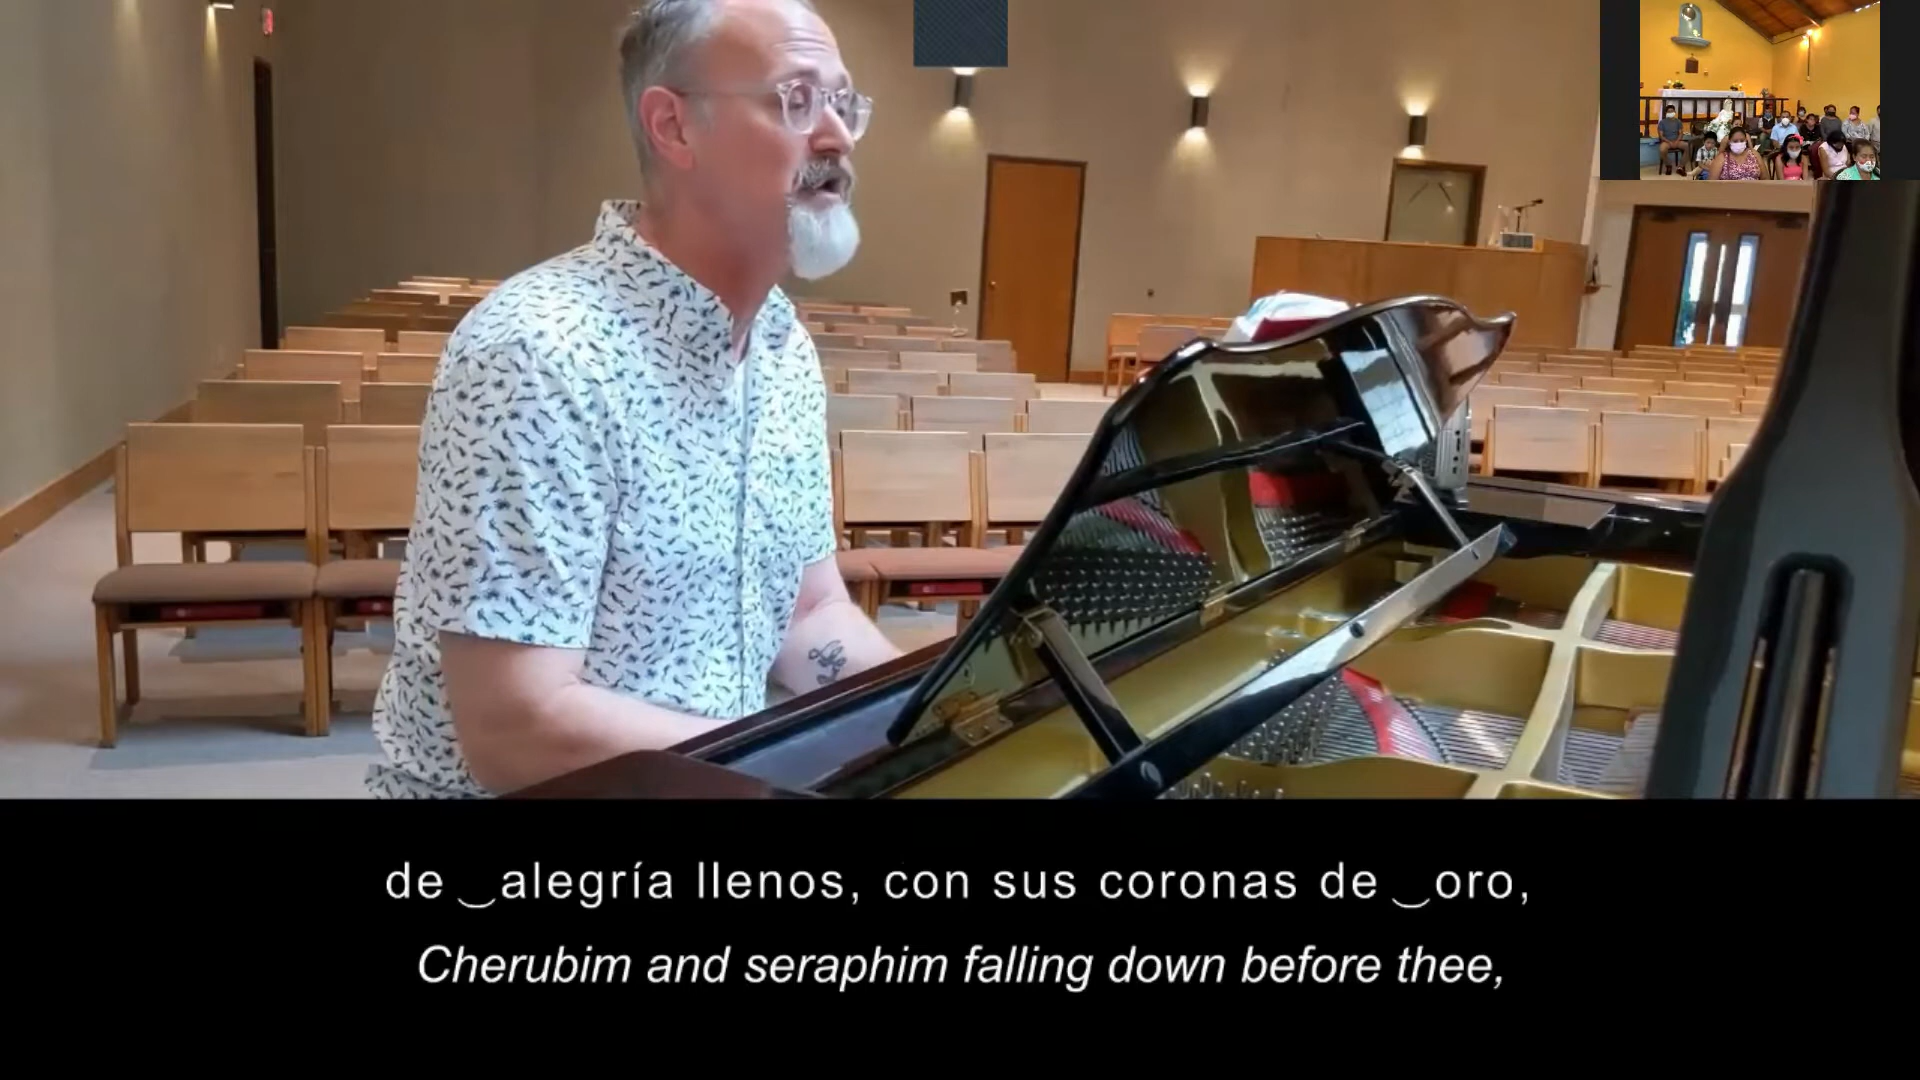 de ‿alegría llenos, con sus coronas de ‿oro,
Cherubim and seraphim falling down before thee,